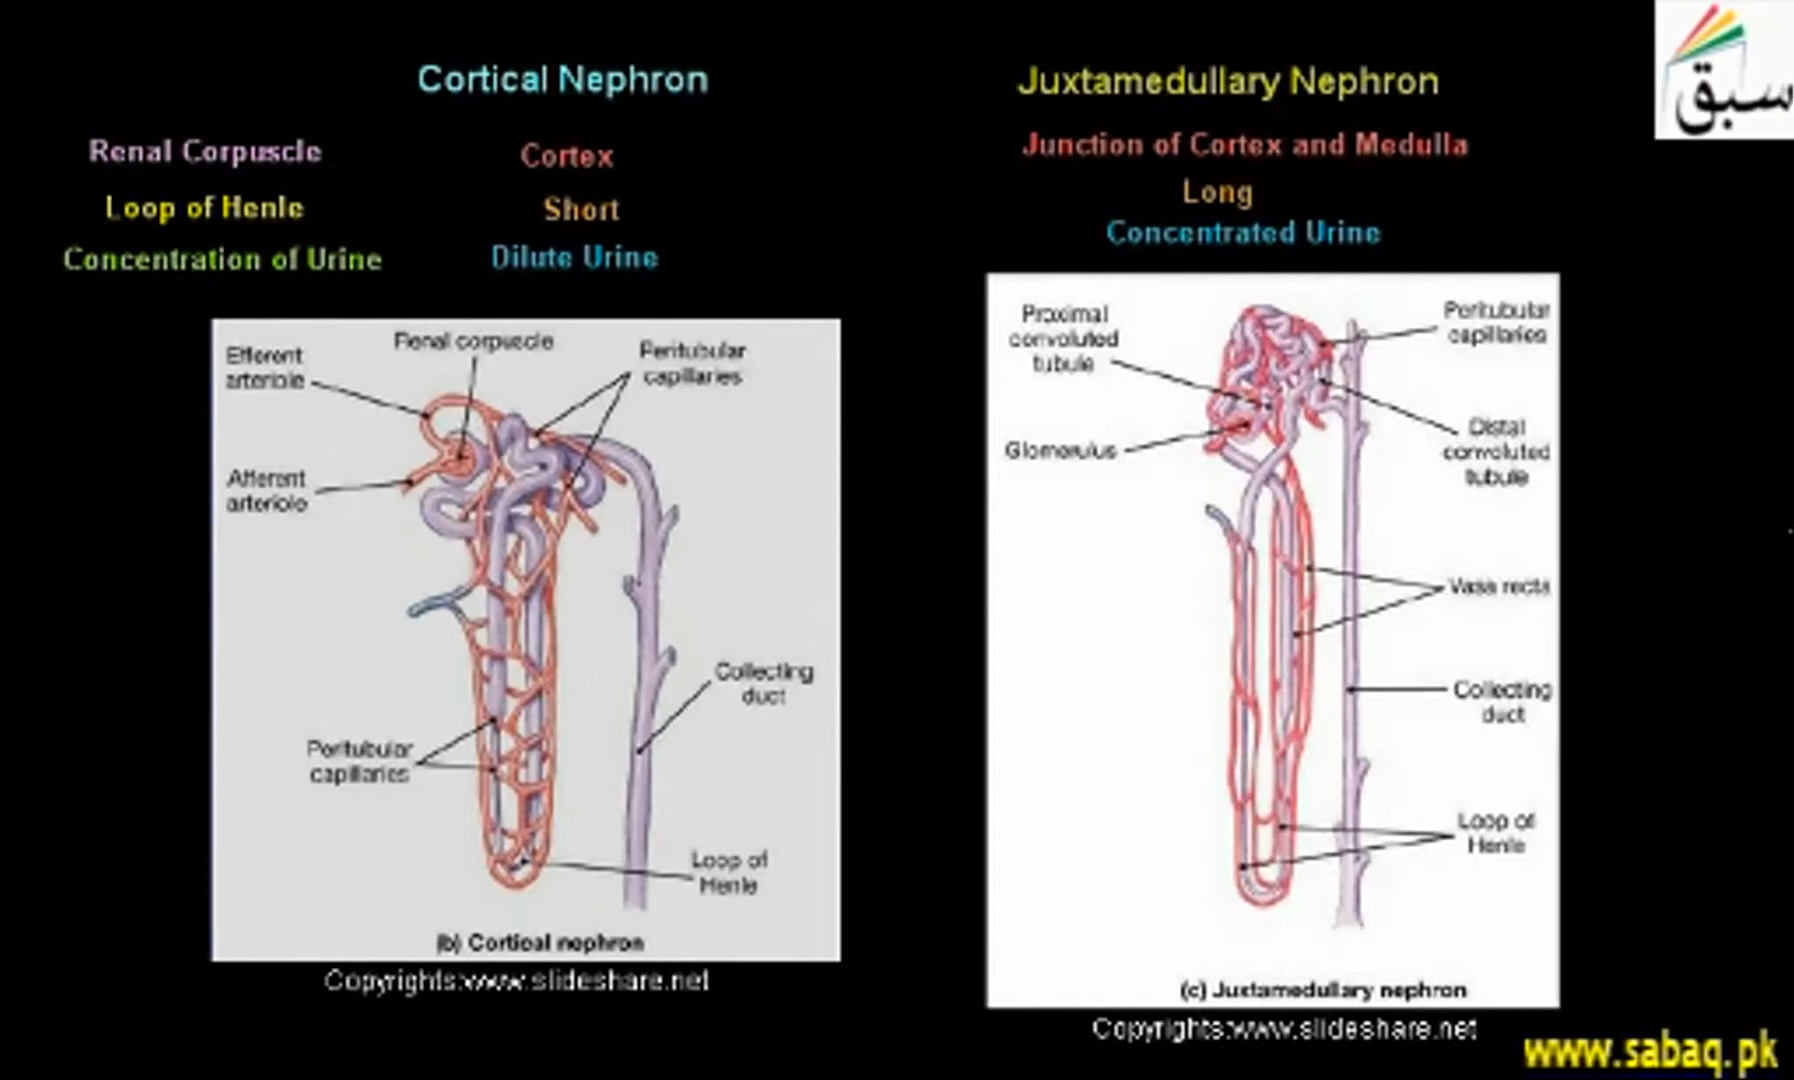 سبق
Cortical Nephron
Juxtamedullary Nephron
Renal Corpuscle
Cortex
Junction of Cortex and Medulla
Loop of Henle
Short
Long
Concentration of Urine
Dilute Urine
Concentrated Urine
Efferent
arteriole
Renal corpuscle
Peritubular
capillaries
Afferent
arteriole
Collecting
duct
Peritubular
capillaries
Loop of
Henle
(b) Cortical nephron
Copyrights:www.slideshare.net
Proximal
convoluted
tubule
Peritubular
capillaries
Glomerulus
Distal
convoluted
tubule
Vasa recta
Collecting
duct
Loop of
Henle
(c) Juxtamedullary nephron
Copyrights:www.slideshare.net
www.sabaq.pk